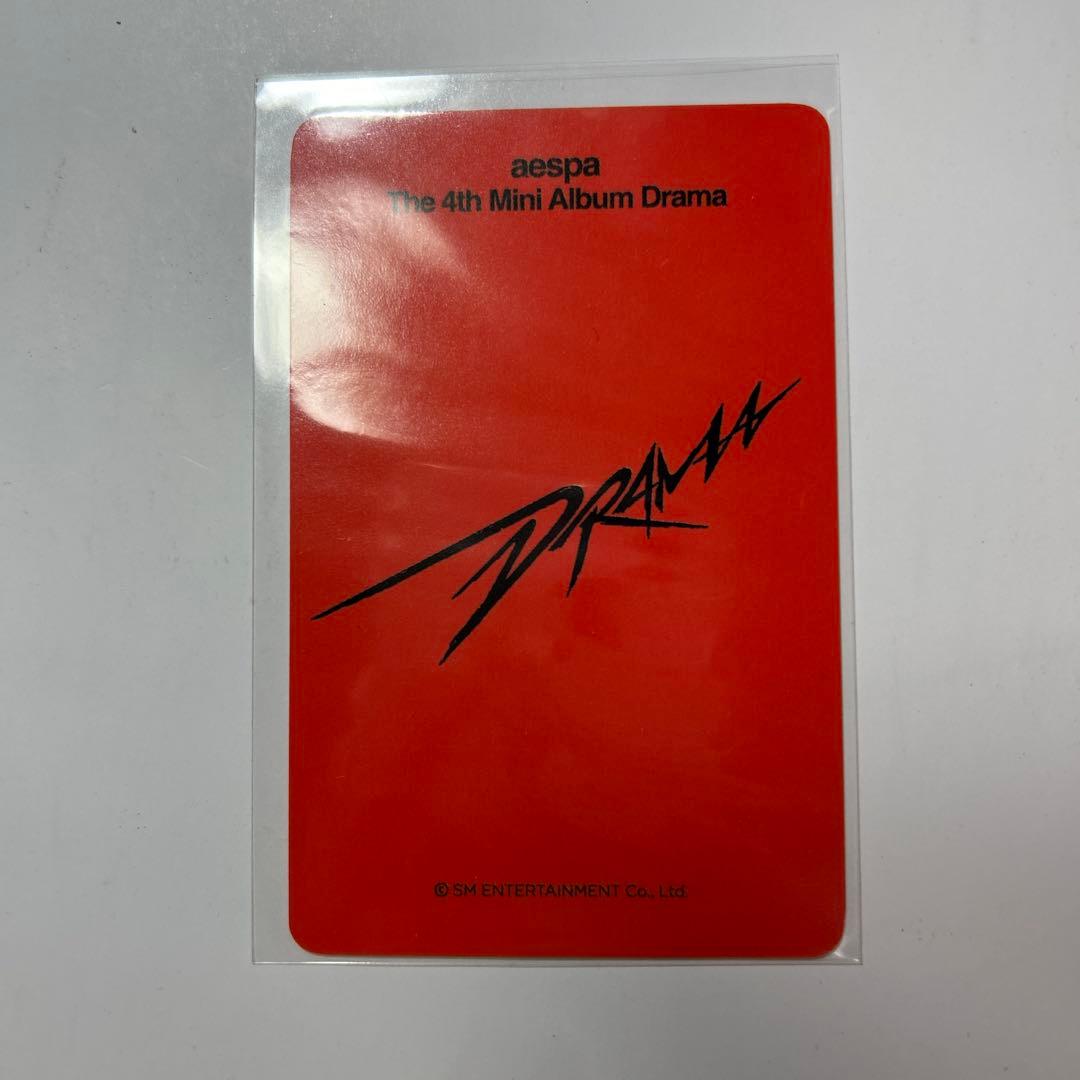 aespa
The 4th Mini Album Drama
DRAMA
© SM ENTERTAINMENT Co., Ltd.